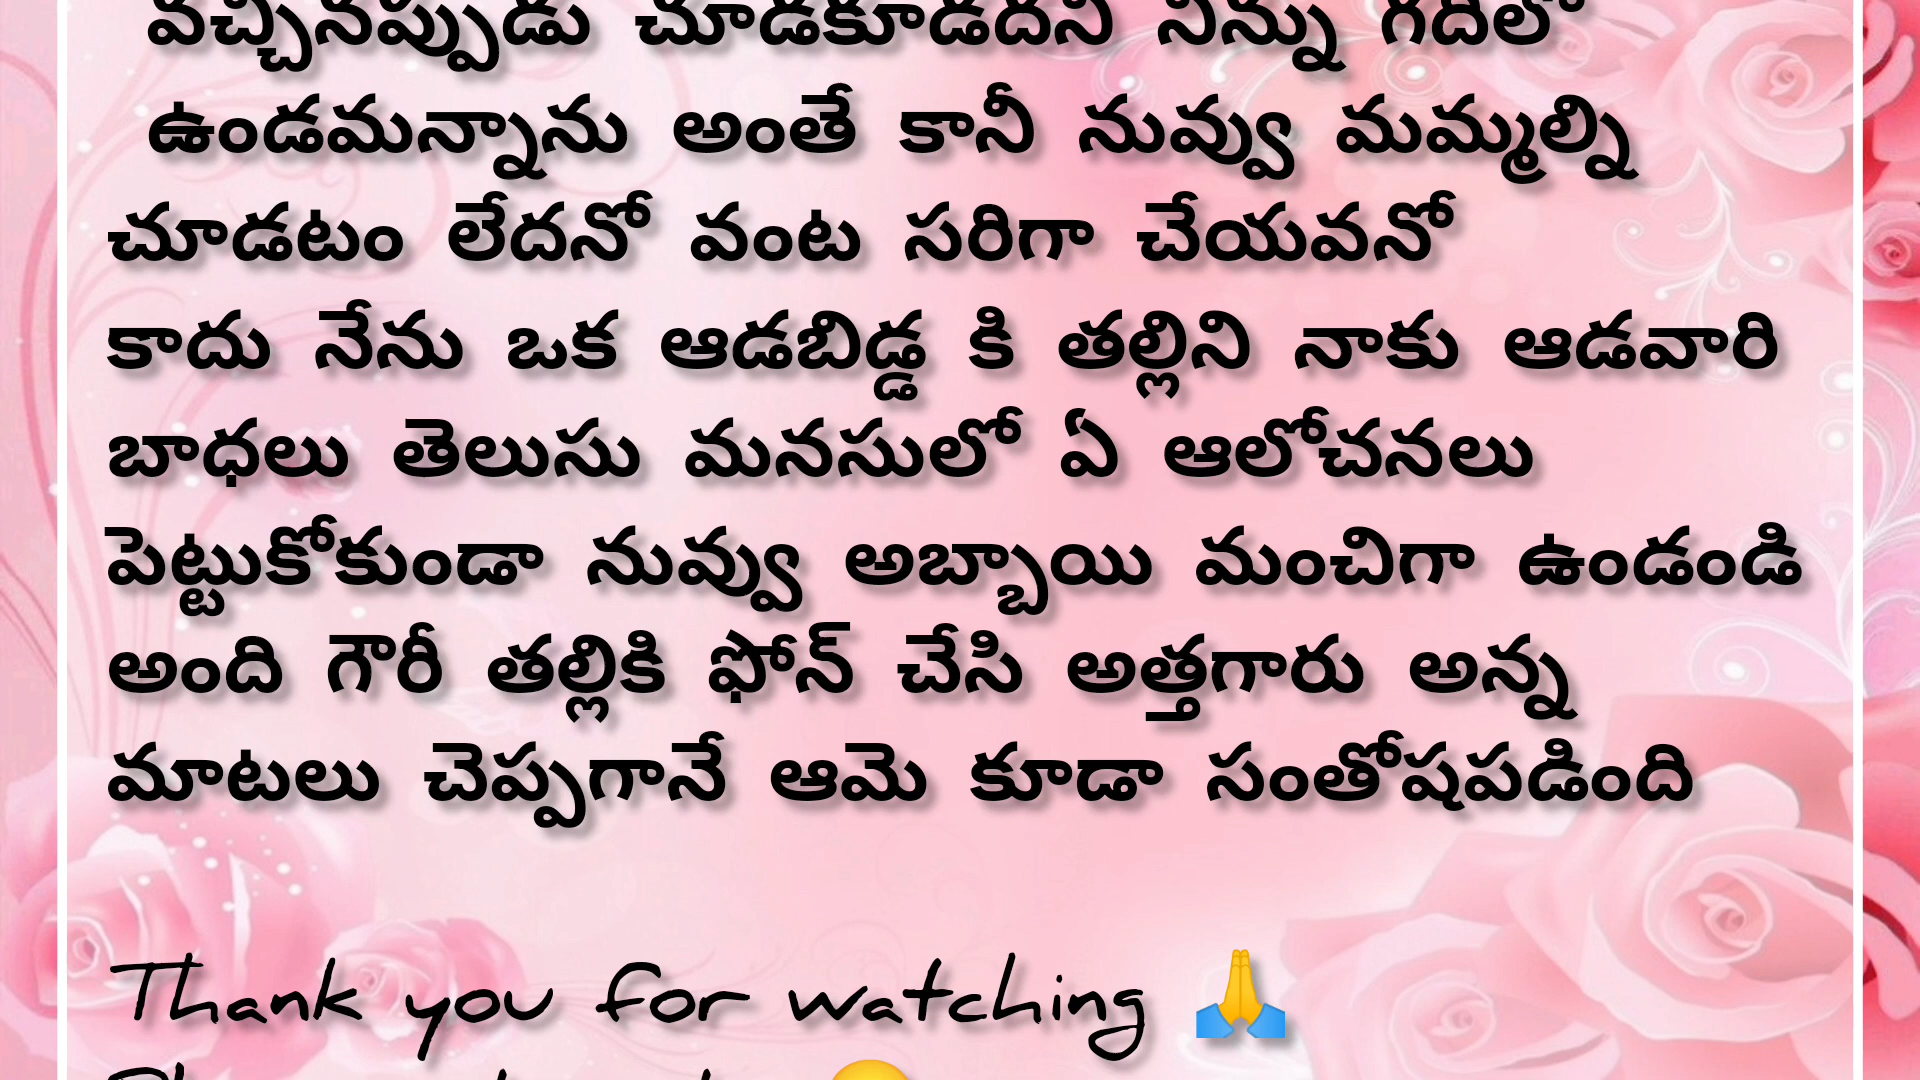 వచ్చినప్పుడు చూడకూడదని నిన్ను గదిలో
ఉండమన్నాను అంతే కానీ నువ్వు మమ్మల్ని
చూడటం లేదనో వంట సరిగా చేయవనో
కాదు నేను ఒక ఆడబిడ్డ కి తల్లిని నాకు ఆడవారి
బాధలు తెలుసు మనసులో ఏ ఆలోచనలు
పెట్టుకోకుండా నువ్వు అబ్బాయి మంచిగా ఉండండి
అంది గౌరీ తల్లికి ఫోన్ చేసి అత్తగారు అన్న
మాటలు చెప్పగానే ఆమె కూడా సంతోషపడింది
Thank you for watching 🙏